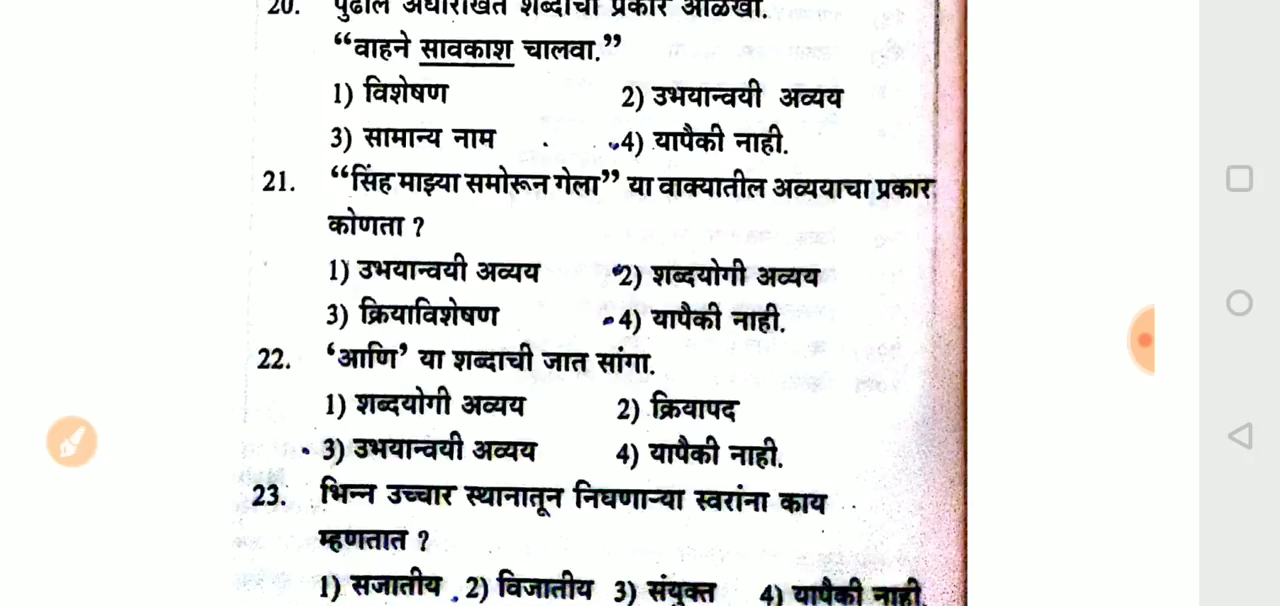 20. पुढील अधोरेखित शब्दाचा प्रकार ओळखा.
“वाहने सावकाश चालवा.”
1) विशेषण 2) उभयान्वयी अव्यय
3) सामान्य नाम 4) यापैकी नाही.
21. “सिंह माझ्या समोरून गेला” या वाक्यातील अव्ययाचा प्रकार
कोणता ?
1) उभयान्वयी अव्यय 2) शब्दयोगी अव्यय
3) क्रियाविशेषण 4) यापैकी नाही.
22. ‘आणि’ या शब्दाची जात सांगा.
1) शब्दयोगी अव्यय 2) क्रियापद
3) उभयान्वयी अव्यय 4) यापैकी नाही.
23. भिन्न उच्चार स्थानातून निघणाऱ्या स्वरांना काय
म्हणतात ?
1) सजातीय 2) विजातीय 3) संयुक्त 4) यापैकी नाही